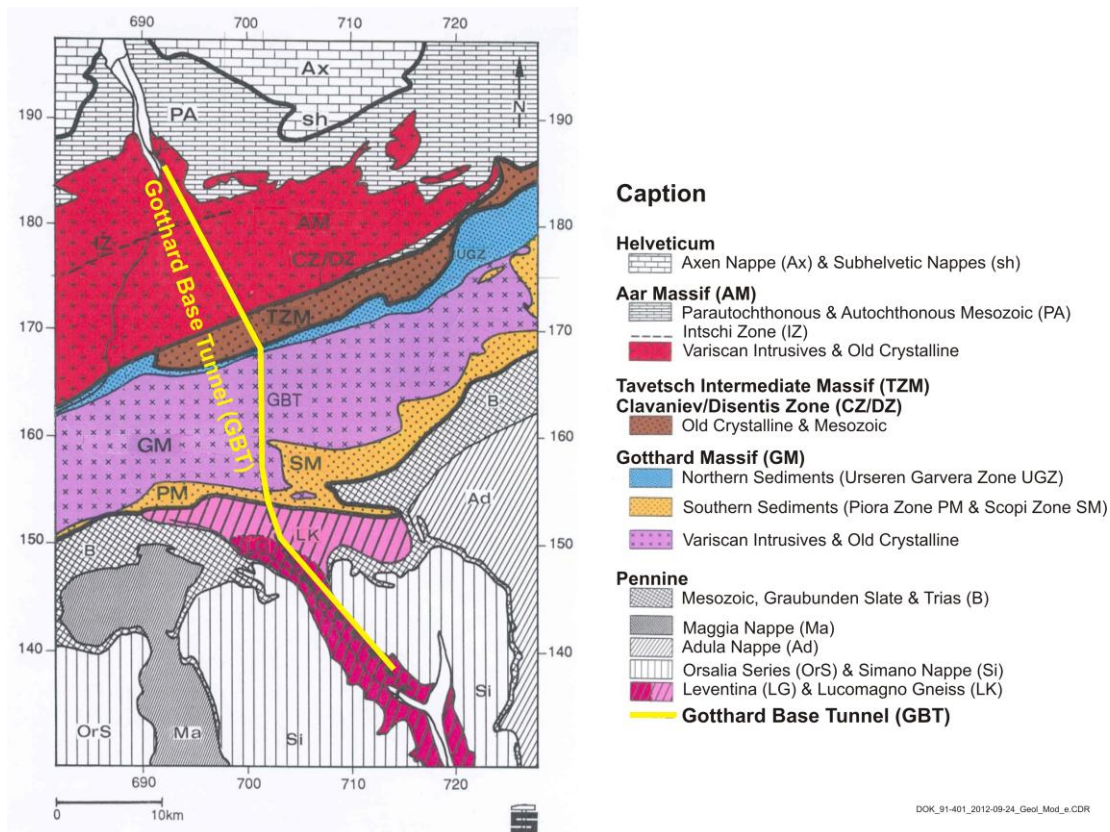 690
700
710
720
Ax
N
190
PA
sh
190
180
Gotthard Base Tunnel (GBT)
AM
180
IZ
CZ/DZ
UGZ
TZM
170
170
GBT
B
160
GM
160
SM
PM
Ad
LK
150
150
B
140
140
Si
OrS
Ma
Si
690
700
710
720
0
10km
Caption
Helveticum
Axen Nappe (Ax) & Subhelvetic Nappes (sh)
Aar Massif (AM)
Parautochthonous & Autochthonous Mesozoic (PA)
Intschi Zone (IZ)
Variscan Intrusives & Old Crystalline
Tavetsch Intermediate Massif (TZM)
Clavaniev/Disentis Zone (CZ/DZ)
Old Crystalline & Mesozoic
Gotthard Massif (GM)
Northern Sediments (Urseren Garvera Zone UGZ)
Southern Sediments (Piora Zone PM & Scopi Zone SM)
Variscan Intrusives & Old Crystalline
Pennine
Mesozoic, Graubunden Slate & Trias (B)
Maggia Nappe (Ma)
Adula Nappe (Ad)
Orsalia Series (OrS) & Simano Nappe (Si)
Leventina (LG) & Lucomagno Gneiss (LK)
Gotthard Base Tunnel (GBT)
DOK_91-401_2012-09-24_Geol_Mod_e.CDR